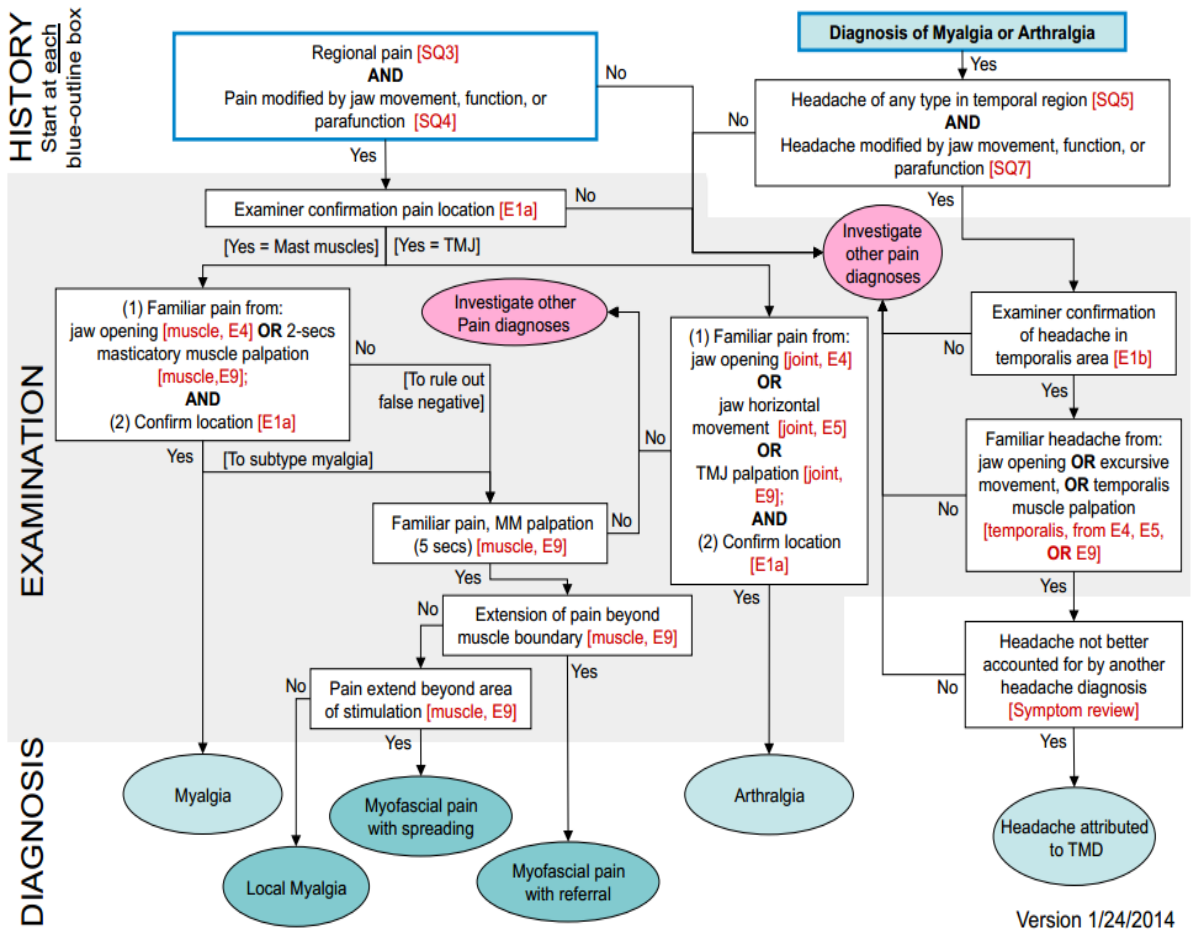 HISTORY
Start at each
blue-outline box
Regional pain [SQ3]
AND
Pain modified by jaw movement, function, or
parafunction [SQ4]
No
Yes
Diagnosis of Myalgia or Arthralgia
Yes
Headache of any type in temporal region [SQ5]
AND
Headache modified by jaw movement, function, or
parafunction [SQ7]
No
Yes
EXAMINATION
Examiner confirmation pain location [E1a]
No
[Yes = Mast muscles]
[Yes = TMJ]
Investigate
other pain
diagnoses
(1) Familiar pain from:
jaw opening [muscle, E4] OR 2-secs
masticatory muscle palpation
[muscle,E9];
AND
(2) Confirm location [E1a]
No
[To rule out
false negative]
Yes
[To subtype myalgia]
Investigate other
Pain diagnoses
(1) Familiar pain from:
jaw opening [joint, E4]
OR
jaw horizontal
movement [joint, E5]
OR
TMJ palpation [joint,
E9];
AND
(2) Confirm location
[E1a]
No
Yes
Examiner confirmation
of headache in
temporalis area [E1b]
No
Yes
Familiar headache from:
jaw opening OR excursive
movement, OR temporalis
muscle palpation
[temporalis, from E4, E5,
OR E9]
No
Yes
Familiar pain, MM palpation
(5 secs) [muscle, E9]
No
Yes
Extension of pain beyond
muscle boundary [muscle, E9]
No
Yes
Pain extend beyond area
of stimulation [muscle, E9]
No
Yes
Headache not better
accounted for by another
headache diagnosis
[Symptom review]
No
Yes
DIAGNOSIS
Myalgia
Local Myalgia
Myofascial pain
with spreading
Myofascial pain
with referral
Arthralgia
Headache attributed
to TMD
Version 1/24/2014